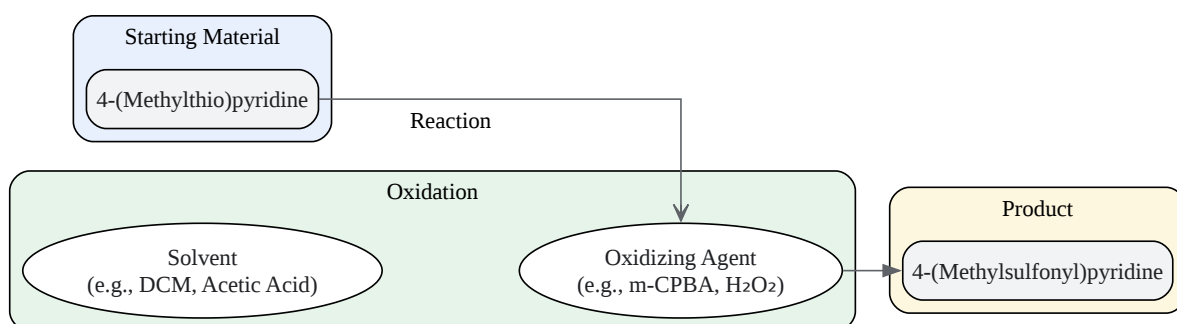 Starting Material
4-(Methylthio)pyridine
Reaction
Oxidation
Solvent
(e.g., DCM, Acetic Acid)
Oxidizing Agent
(e.g., m-CPBA, H₂O₂)
Product
4-(Methylsulfonyl)pyridine